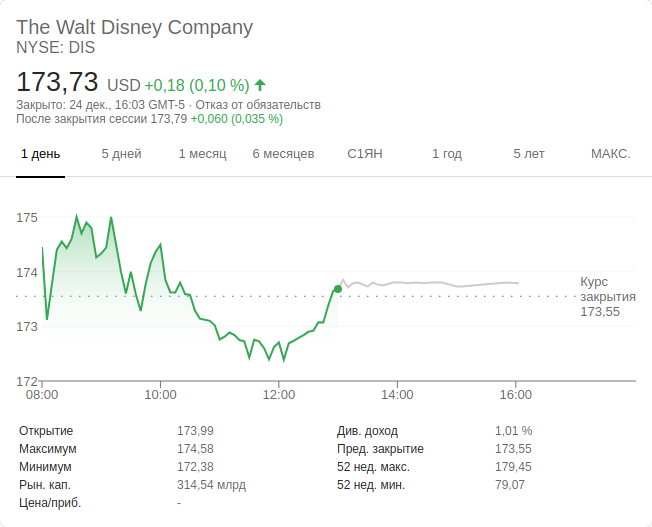 The Walt Disney Company
NYSE: DIS
173,73 USD +0,18 (0,10 %)
Закрыто: 24 дек., 16:03 GMT-5 · Отказ от обязательств
После закрытия сессии 173,79 +0,060 (0,035 %)
1 день 5 дней 1 месяц 6 месяцев С1ЯН 1 год 5 лет МАКС.
175
174
Курс
закрытия
173,55
173
172
08:00 10:00 12:00 14:00 16:00
Открытие 173,99 Див. доход 1,01 %
Максимум 174,58 Пред. закрытие 173,55
Минимум 172,38 52 нед. макс. 179,45
Рын. кап. 314,54 млрд 52 нед. мин. 79,07
Цена/приб. -